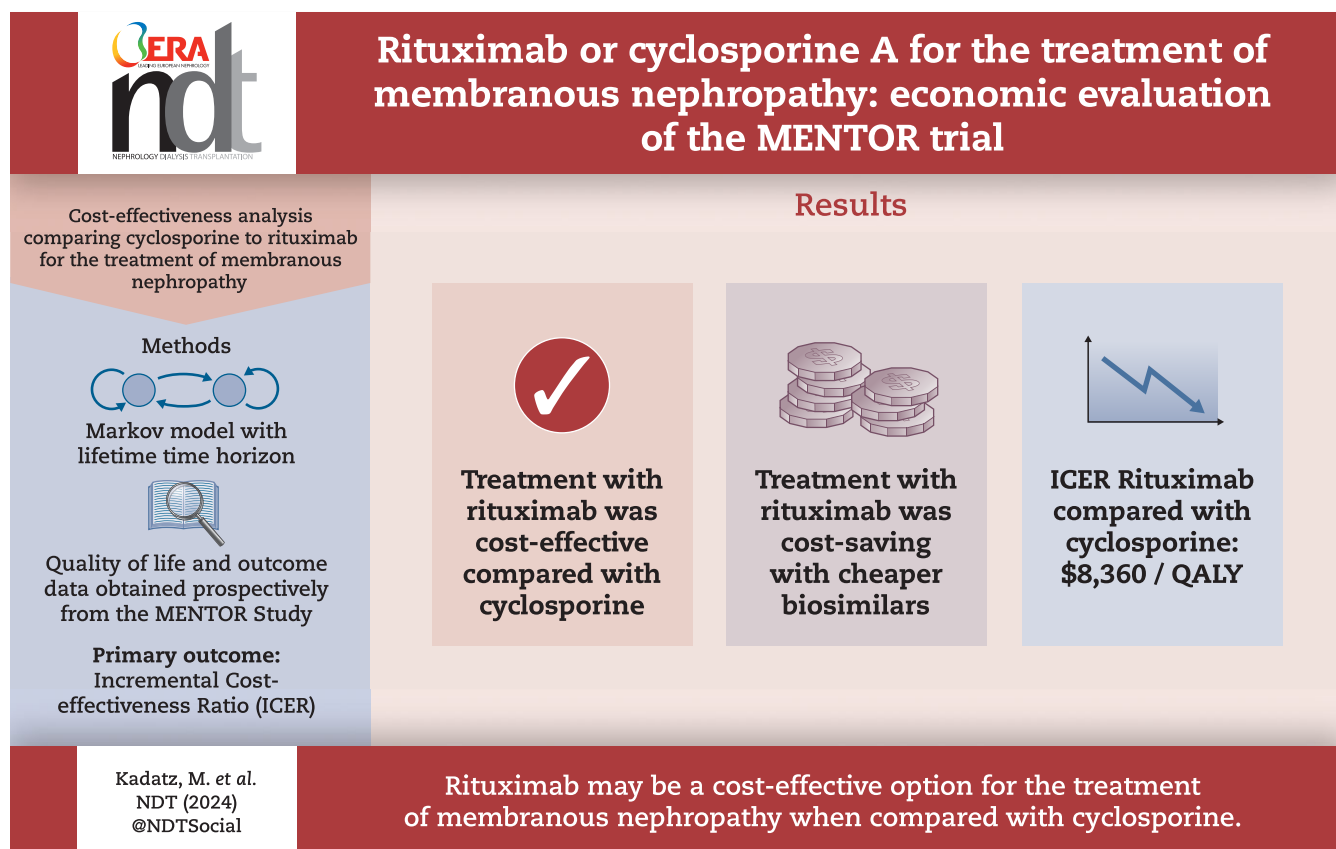 ERA
LEADING EUROPEAN NEPHROLOGY
ndt
NEPHROLOGY DIALYSIS TRANSPLANTATION
Rituximab or cyclosporine A for the treatment of
membranous nephropathy: economic evaluation
of the MENTOR trial
Cost-effectiveness analysis
comparing cyclosporine to rituximab
for the treatment of membranous
nephropathy
Methods
Markov model with
lifetime time horizon
Quality of life and outcome
data obtained prospectively
from the MENTOR Study
Primary outcome:
Incremental Cost-
effectiveness Ratio (ICER)
Results
Treatment with
rituximab was
cost-effective
compared with
cyclosporine
$
$
Treatment with
rituximab was
cost-saving
with cheaper
biosimilars
ICER Rituximab
compared with
cyclosporine:
$8,360 / QALY
Kadatz, M. et al.
NDT (2024)
@NDTSocial
Rituximab may be a cost-effective option for the treatment
of membranous nephropathy when compared with cyclosporine.